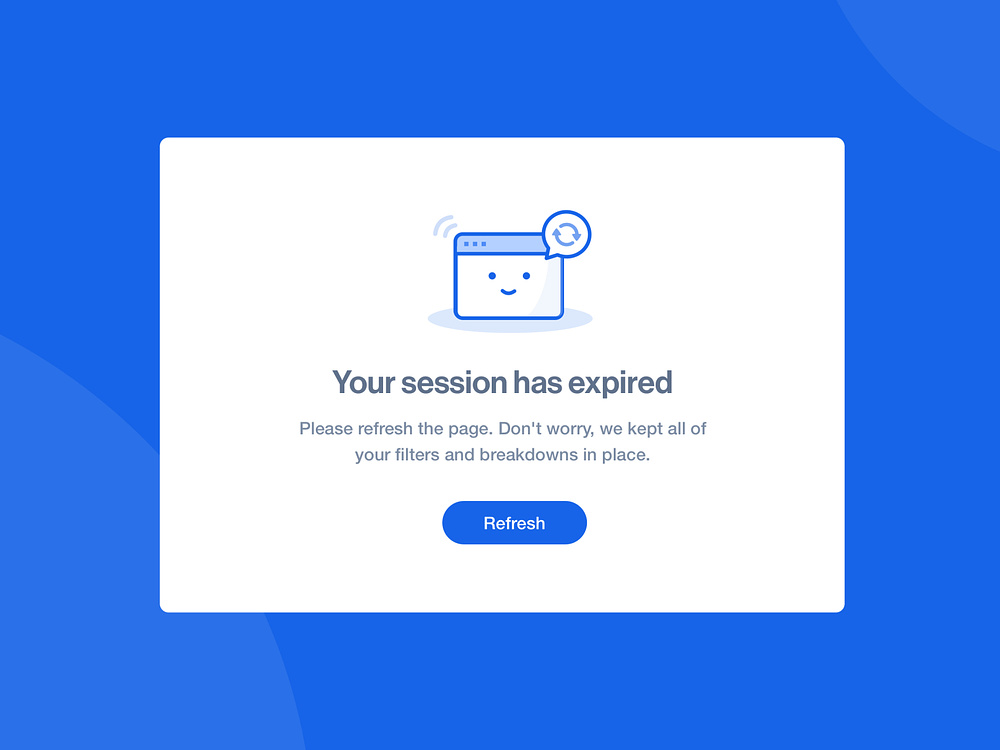 Your session has expired
Please refresh the page. Don't worry, we kept all of
your filters and breakdowns in place.
Refresh